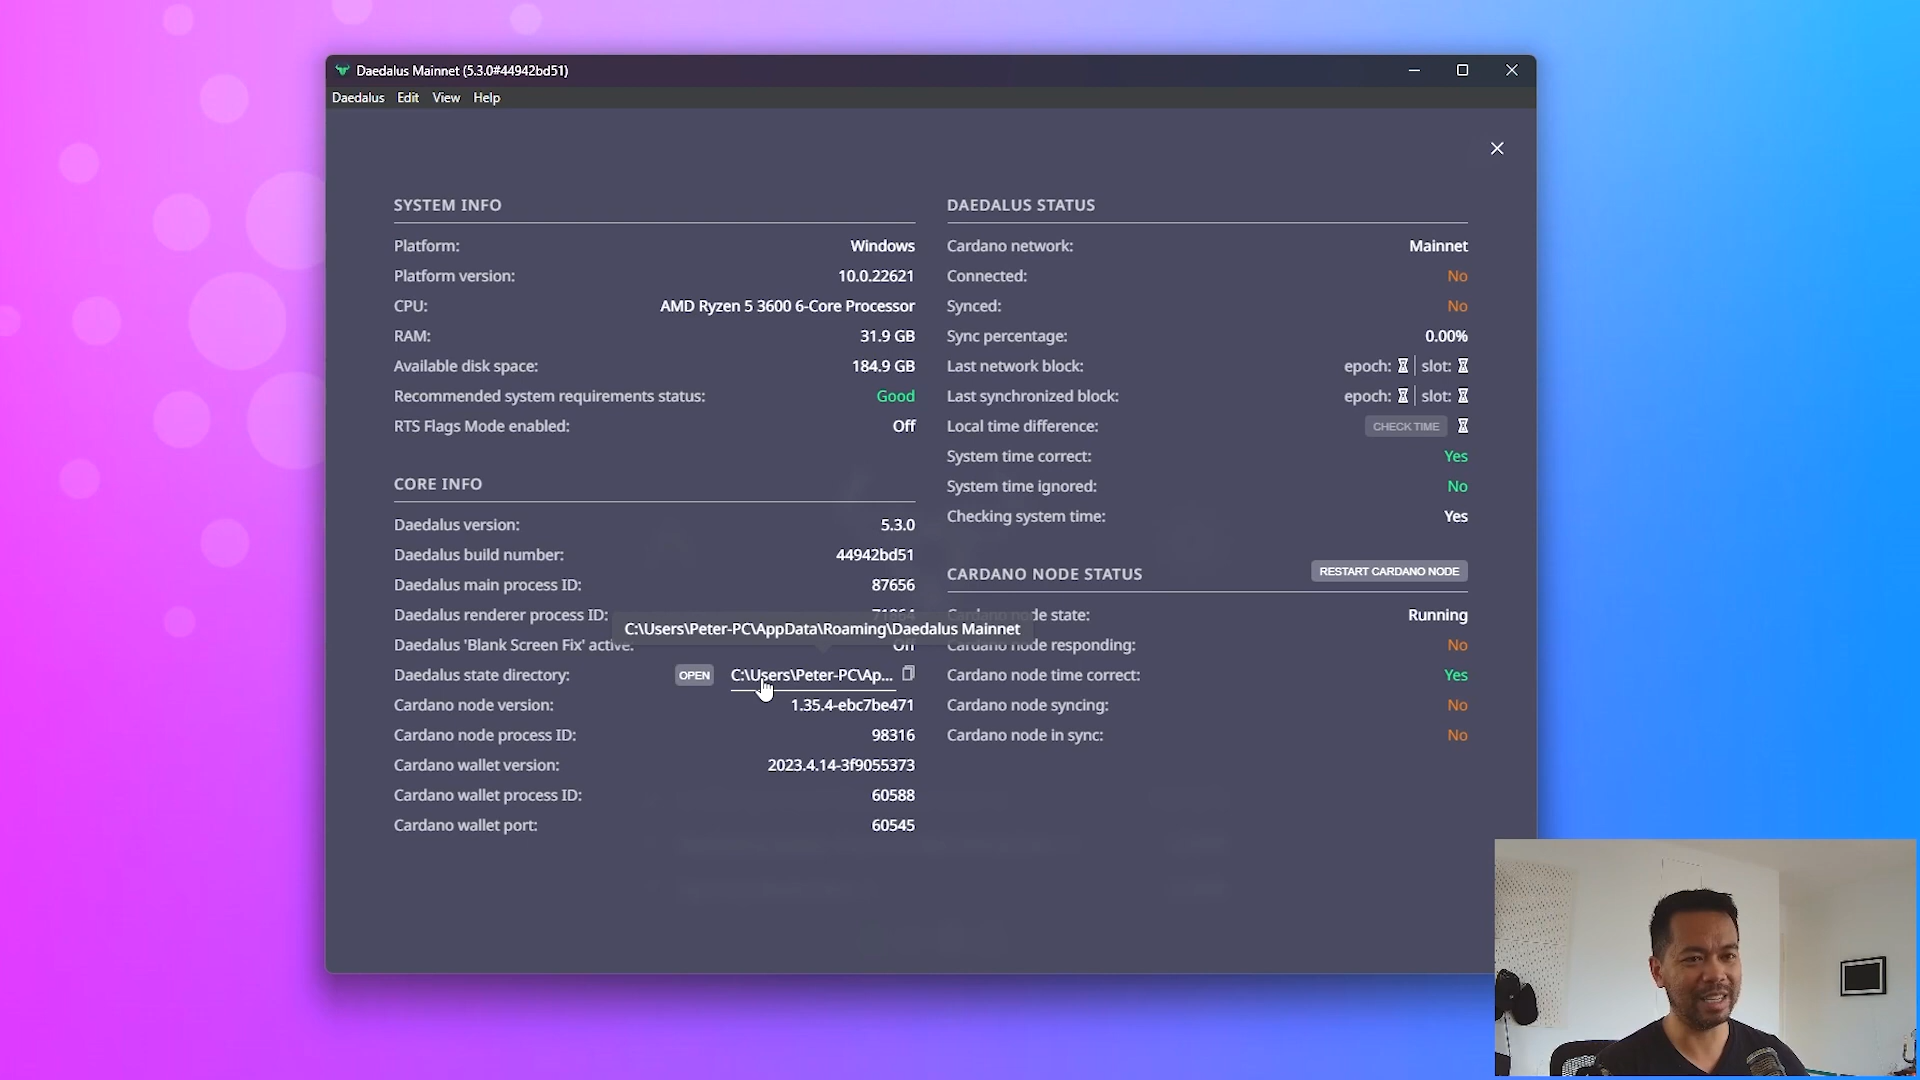 Daedalus Mainnet (5.3.0#44942bd51)
Daedalus Edit View Help
SYSTEM INFO
Platform: Windows
Platform version: 10.0.22621
CPU: AMD Ryzen 5 3600 6-Core Processor
RAM: 31.9 GB
Available disk space: 184.9 GB
Recommended system requirements status: Good
RTS Flags Mode enabled: Off
CORE INFO
Daedalus version: 5.3.0
Daedalus build number: 44942bd51
Daedalus main process ID: 87656
Daedalus renderer process ID:
C:\Users\Peter-PC\AppData\Roaming\Daedalus Mainnet
Daedalus 'Blank Screen Fix' active: Off
Daedalus state directory: OPEN C:\Users\Peter-PC\Ap...
Cardano node version: 1.35.4-ebc7be471
Cardano node process ID: 98316
Cardano wallet version: 2023.4.14-3f9055373
Cardano wallet process ID: 60588
Cardano wallet port: 60545
DAEDALUS STATUS
Cardano network: Mainnet
Connected: No
Synced: No
Sync percentage: 0.00%
Last network block: epoch: | slot:
Last synchronized block: epoch: | slot:
Local time difference: CHECK TIME
System time correct: Yes
System time ignored: No
Checking system time: Yes
CARDANO NODE STATUS RESTART CARDANO NODE
Cardano node state: Running
Cardano node responding: No
Cardano node time correct: Yes
Cardano node syncing: No
Cardano node in sync: No